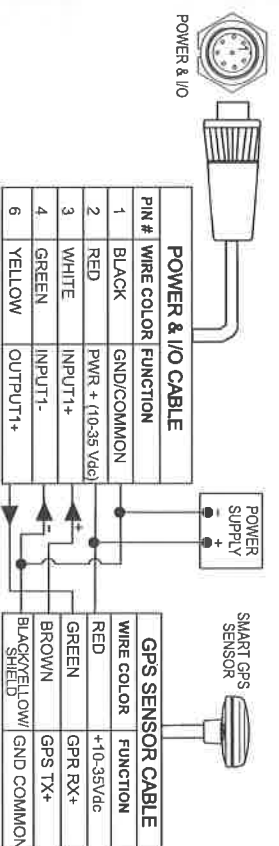 POWER & I/O
POWER & I/O CABLE
PIN # WIRE COLOR FUNCTION
1 BLACK GND/COMMON
2 RED PWR + (10-35 Vdc)
3 WHITE INPUT1+
4 GREEN INPUT1-
6 YELLOW OUTPUT1+
POWER
SUPPLY
- +
+
-
SMART GPS
SENSOR
GPS SENSOR CABLE
WIRE COLOR FUNCTION
RED +10-35Vdc
GREEN GPR RX+
BROWN GPS TX+
BLACK/YELLOW/
SHIELD GND COMMON